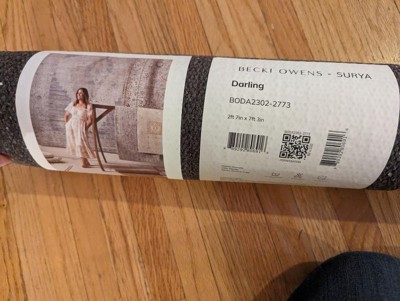 BECKI OWENS + SURYA
Darling
BODA2302-2773
2ft.7in x 7ft.3in